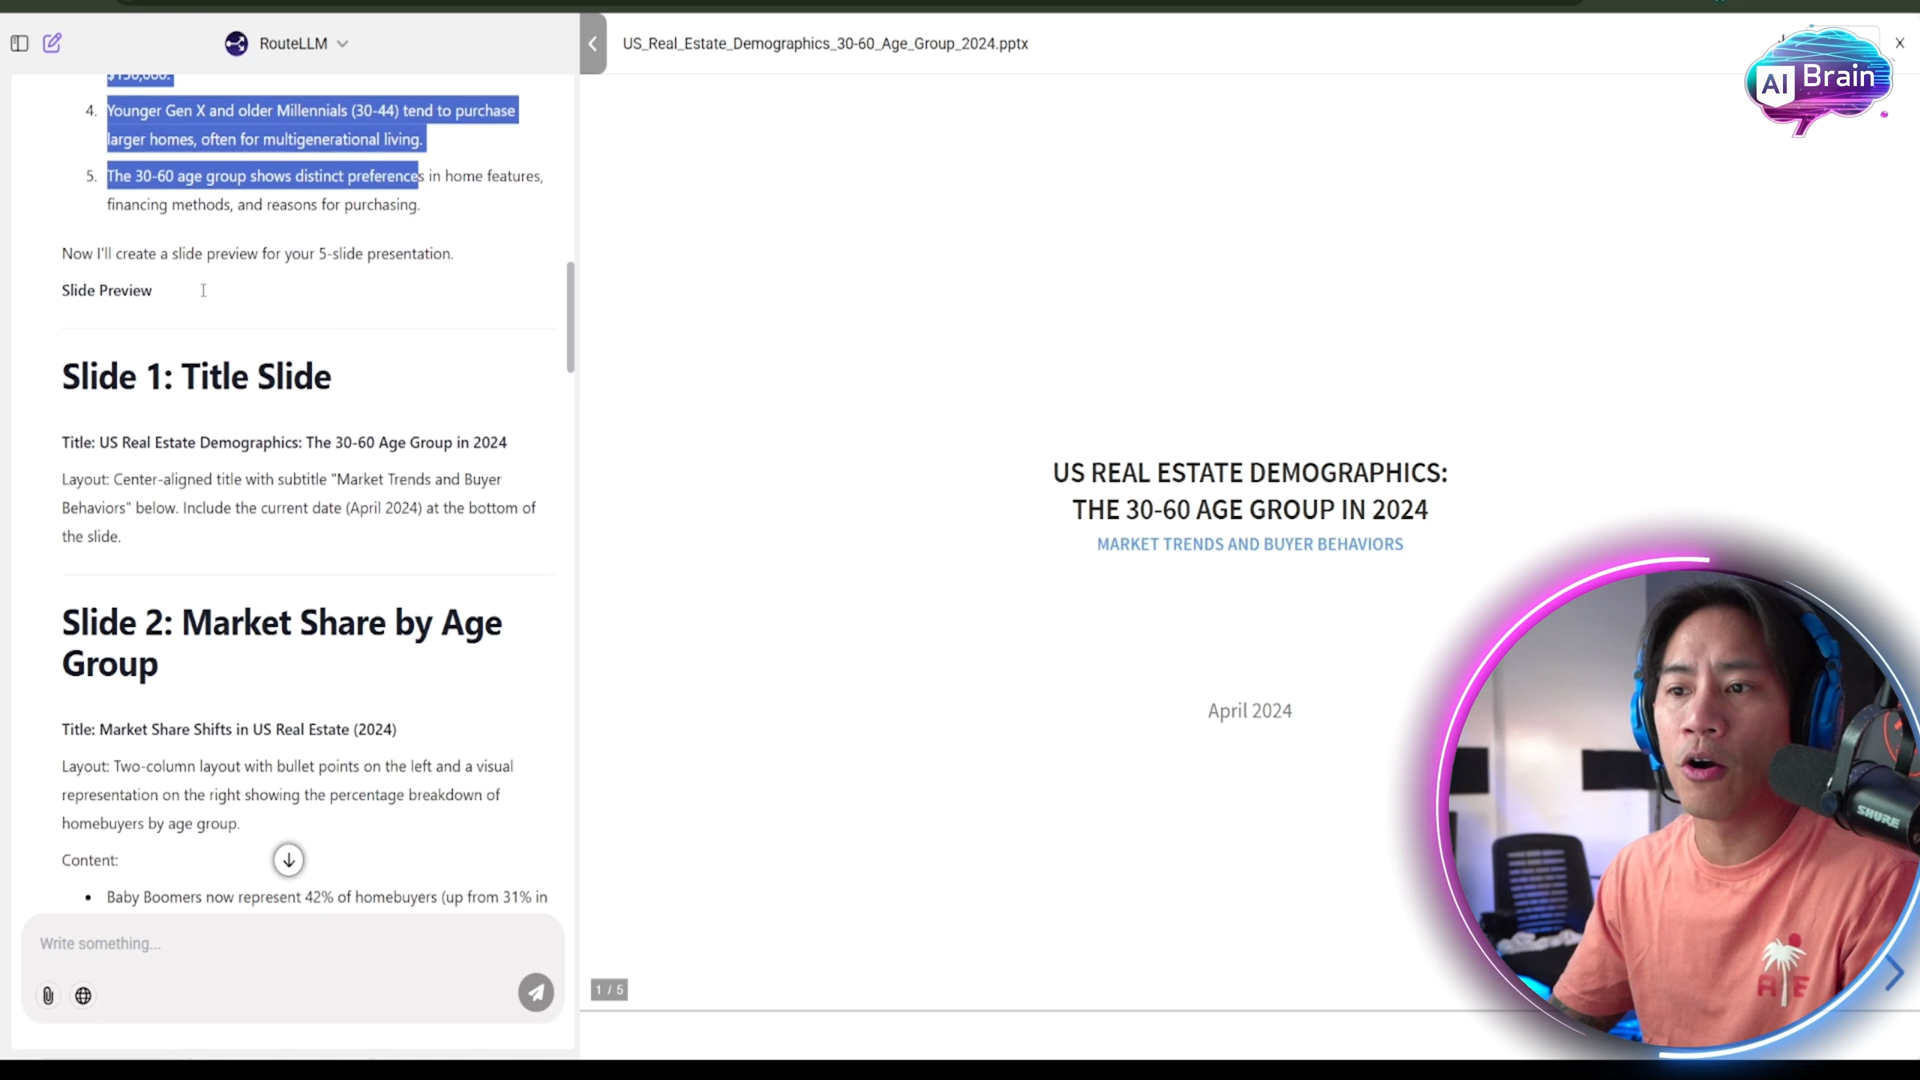 RouteLLM
US_Real_Estate_Demographics_30-60_Age_Group_2024.pptx
X
AI Brain
$150,000.
4. Younger Gen X and older Millennials (30-44) tend to purchase
larger homes, often for multigenerational living.
5. The 30-60 age group shows distinct preferences in home features,
financing methods, and reasons for purchasing.
Now I'll create a slide preview for your 5-slide presentation.
Slide Preview
Slide 1: Title Slide
Title: US Real Estate Demographics: The 30-60 Age Group in 2024
Layout: Center-aligned title with subtitle "Market Trends and Buyer
Behaviors" below. Include the current date (April 2024) at the bottom of
the slide.
Slide 2: Market Share by Age
Group
Title: Market Share Shifts in US Real Estate (2024)
Layout: Two-column layout with bullet points on the left and a visual
representation on the right showing the percentage breakdown of
homebuyers by age group.
Content:
• Baby Boomers now represent 42% of homebuyers (up from 31% in
Write something...
US REAL ESTATE DEMOGRAPHICS:
THE 30-60 AGE GROUP IN 2024
MARKET TRENDS AND BUYER BEHAVIORS
April 2024
1 / 5
SHURE